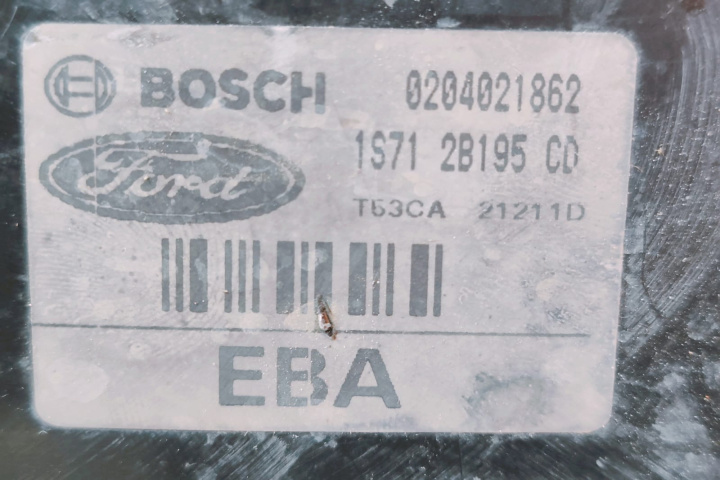 BOSCH 0204021862
Ford 1S71 2B195 CD
T53CA 21211D
EBA